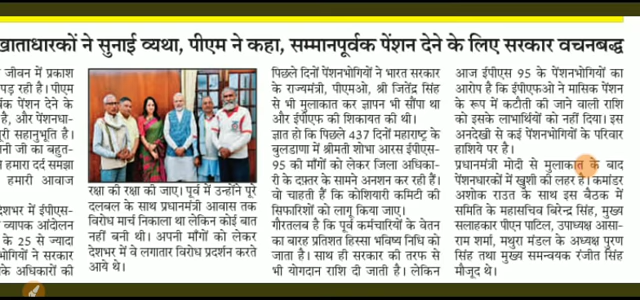 खाताधारकों ने सुनाई व्यथा, पीएम ने कहा, सम्मानपूर्वक पेंशन देने के लिए सरकार वचनबद्ध
जीवन में प्रकाश
पड़ रही है। पीएम
क पेंशन देने के
है, और पेंशनधा-
री सहानुभूति है।
नी जी का बहुत-
हमारा दर्द समझा
हमारी आवाज
देशभर में ईपीएस-
व्यापक आंदोलन
के 25 से ज्यादा
भोगियों ने सरकार
के अधिकारों की
रक्षा की रक्षा की जाए। पूर्व में उन्होंने पूरे
दलबल के साथ प्रधानमंत्री आवास तक
विरोध मार्च निकाला था लेकिन कोई बात
नहीं बनी थी। अपनी मांगों को लेकर
देशभर में वे लगातार विरोध प्रदर्शन करते
आये थे।
पिछले दिनों पेंशनभोगियों ने भारत सरकार
के राज्यमंत्री, पीएमओ, श्री जितेंद्र सिंह
से भी मुलाकात कर ज्ञापन भी सौंपा था
और ईपीएफ की शिकायत की थी।
ज्ञात हो कि पिछले 437 दिनों महाराष्ट्र के
बुलडाणा में श्रीमती शोभा आरस ईपीएस-
95 की माँगों को लेकर जिला अधिका-
री के दफ़्तर के सामने अनशन कर रही हैं।
वो चाहती हैं कि कोशियारी कमिटी की
सिफारिशों को लागू किया जाए।
गौरतलब है कि पूर्व कर्मचारियों के वेतन
का बारह प्रतिशत हिस्सा भविष्य निधि को
जाता है। साथ ही सरकार की तरफ से
भी योगदान राशि दी जाती है। लेकिन
आज ईपीएस 95 के पेंशनभोगियों का
आरोप है कि ईपीएफओ ने मासिक पेंशन
के रूप में कटौती की जाने वाली राशि
को इसके लाभार्थियों को नहीं दिया। इस
अनदेखी से कई पेंशनभोगियों के परिवार
हाशिये पर है।
प्रधानमंत्री मोदी से मुलाकात के बाद
पेंशनधारकों में खुशी की लहर है। कमांडर
अशोक राउत के साथ इस बैठक में
समिति के महासचिव बिरेन्द्र सिंह, मुख्य
सलाहकार पीएन पाटिल, उपाध्यक्ष आसा-
राम शर्मा, मथुरा मंडल के अध्यक्ष पुरण
सिंह तथा मुख्य समन्वयक रंजीत सिंह
मौजूद थे।